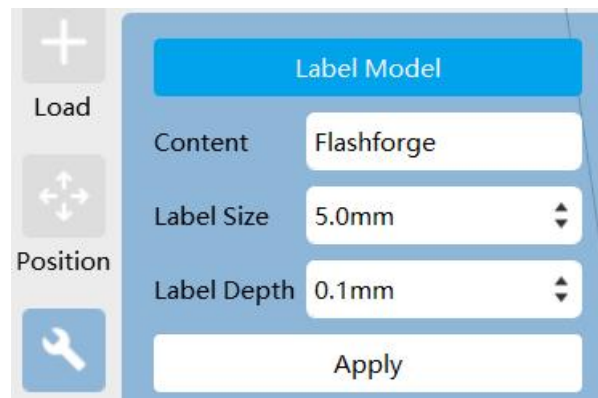 Label Model
Load
Content Flashforge
Label Size 5.0mm
Position
Label Depth 0.1mm
Apply